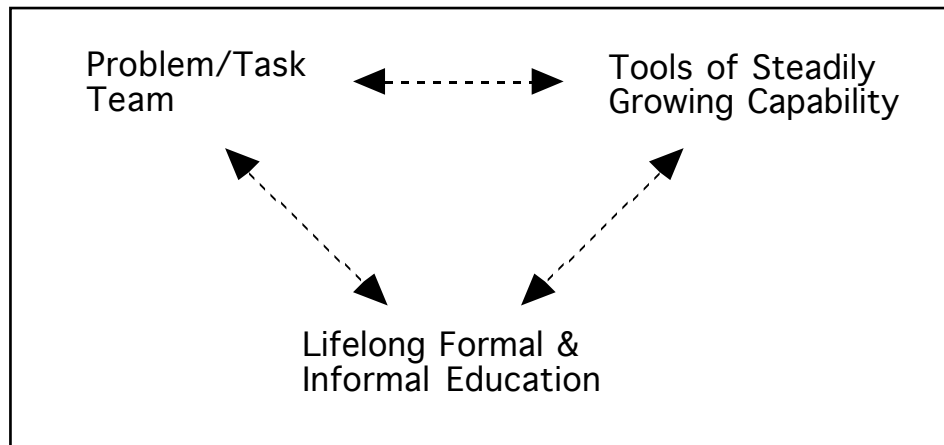 Problem/Task
Team
Tools of Steadily
Growing Capability
Lifelong Formal &
Informal Education